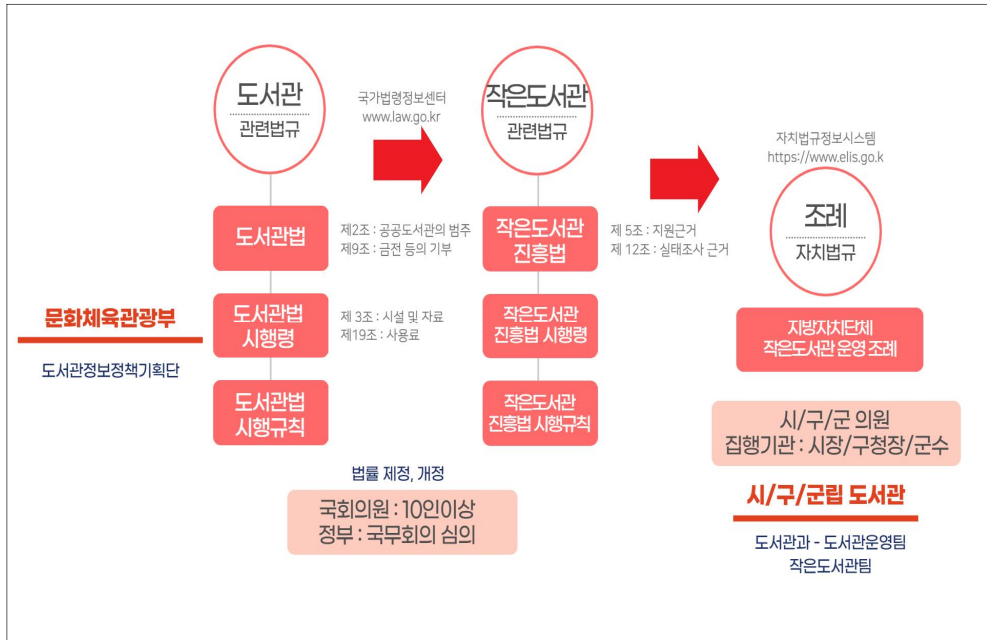 도서관
관련법규
국가법령정보센터
www.law.go.kr
작은도서관
관련법규
자치법규정보시스템
https://www.elis.go.k
조례
자치법규
도서관법
제2조 : 공공도서관의 범주
제9조 : 금전 등의 기부
작은도서관
진흥법
제 5조 : 지원근거
제 12조 : 실태조사 근거
문화체육관광부
도서관정보정책기획단
도서관법
시행령
제 3조 : 시설 및 자료
제19조 : 사용료
작은도서관
진흥법 시행령
지방자치단체
작은도서관 운영 조례
도서관법
시행규칙
작은도서관
진흥법 시행규칙
시/구/군 의원
집행기관 : 시장/구청장/군수
법률 제정, 개정
국회의원 : 10인이상
정부 : 국무회의 심의
시/구/군립 도서관
도서관과 - 도서관운영팀
작은도서관팀